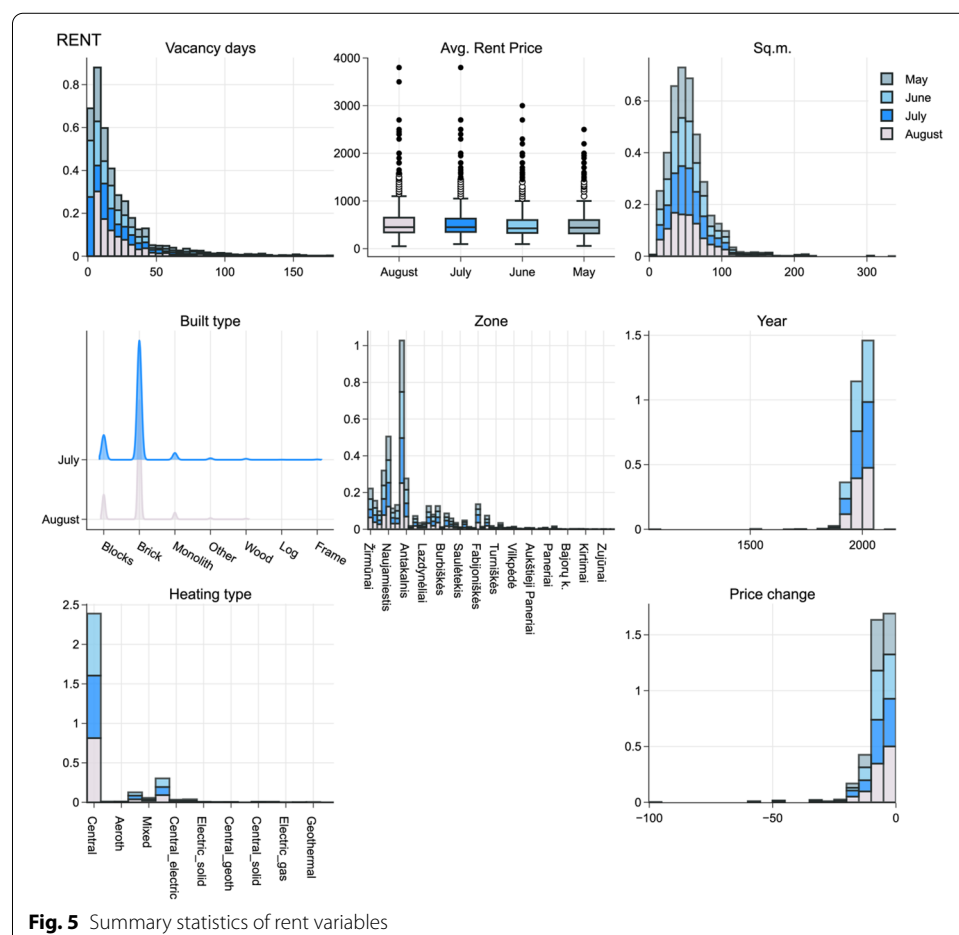 RENT
Vacancy days
0.8
0.6
0.4
0.2
0
0 50 100 150
Avg. Rent Price
4000
3000
2000
1000
0
August July June May
Sq.m.
0.6
0.4
0.2
0
0 100 200 300
May
June
July
August
Built type
July
August
Blocks Brick Monolith Other Wood Log Frame
Zone
1
0.8
0.6
0.4
0.2
0
Žirmūnai Naujamiestis Antakalnis Lazdynėliai Burbiškės Saulėtekis Fabijoniškės Turniškės Vilkpėdė Aukštieji Paneriai Paneriai Bajorų k. Kirtimai Zujūnai
Year
1.5
1
0.5
0
1500 2000
Heating type
2.5
2
1.5
1
0.5
0
Central Aeroth Mixed Central_electric Electric_solid Central_geoth Central_solid Electric_gas Geothermal
Price change
1.5
1
0.5
0
−100 −50 0
Fig. 5 Summary statistics of rent variables